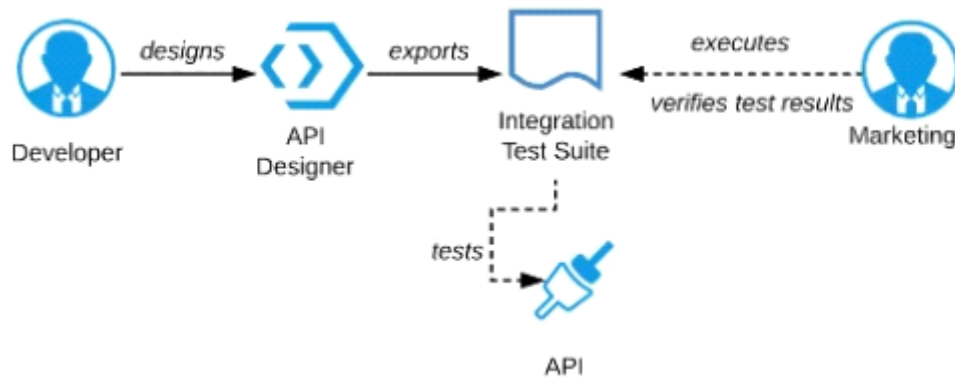 designs
exports
executes
verifies test results
Developer
API
Designer
Integration
Test Suite
Marketing
tests
API